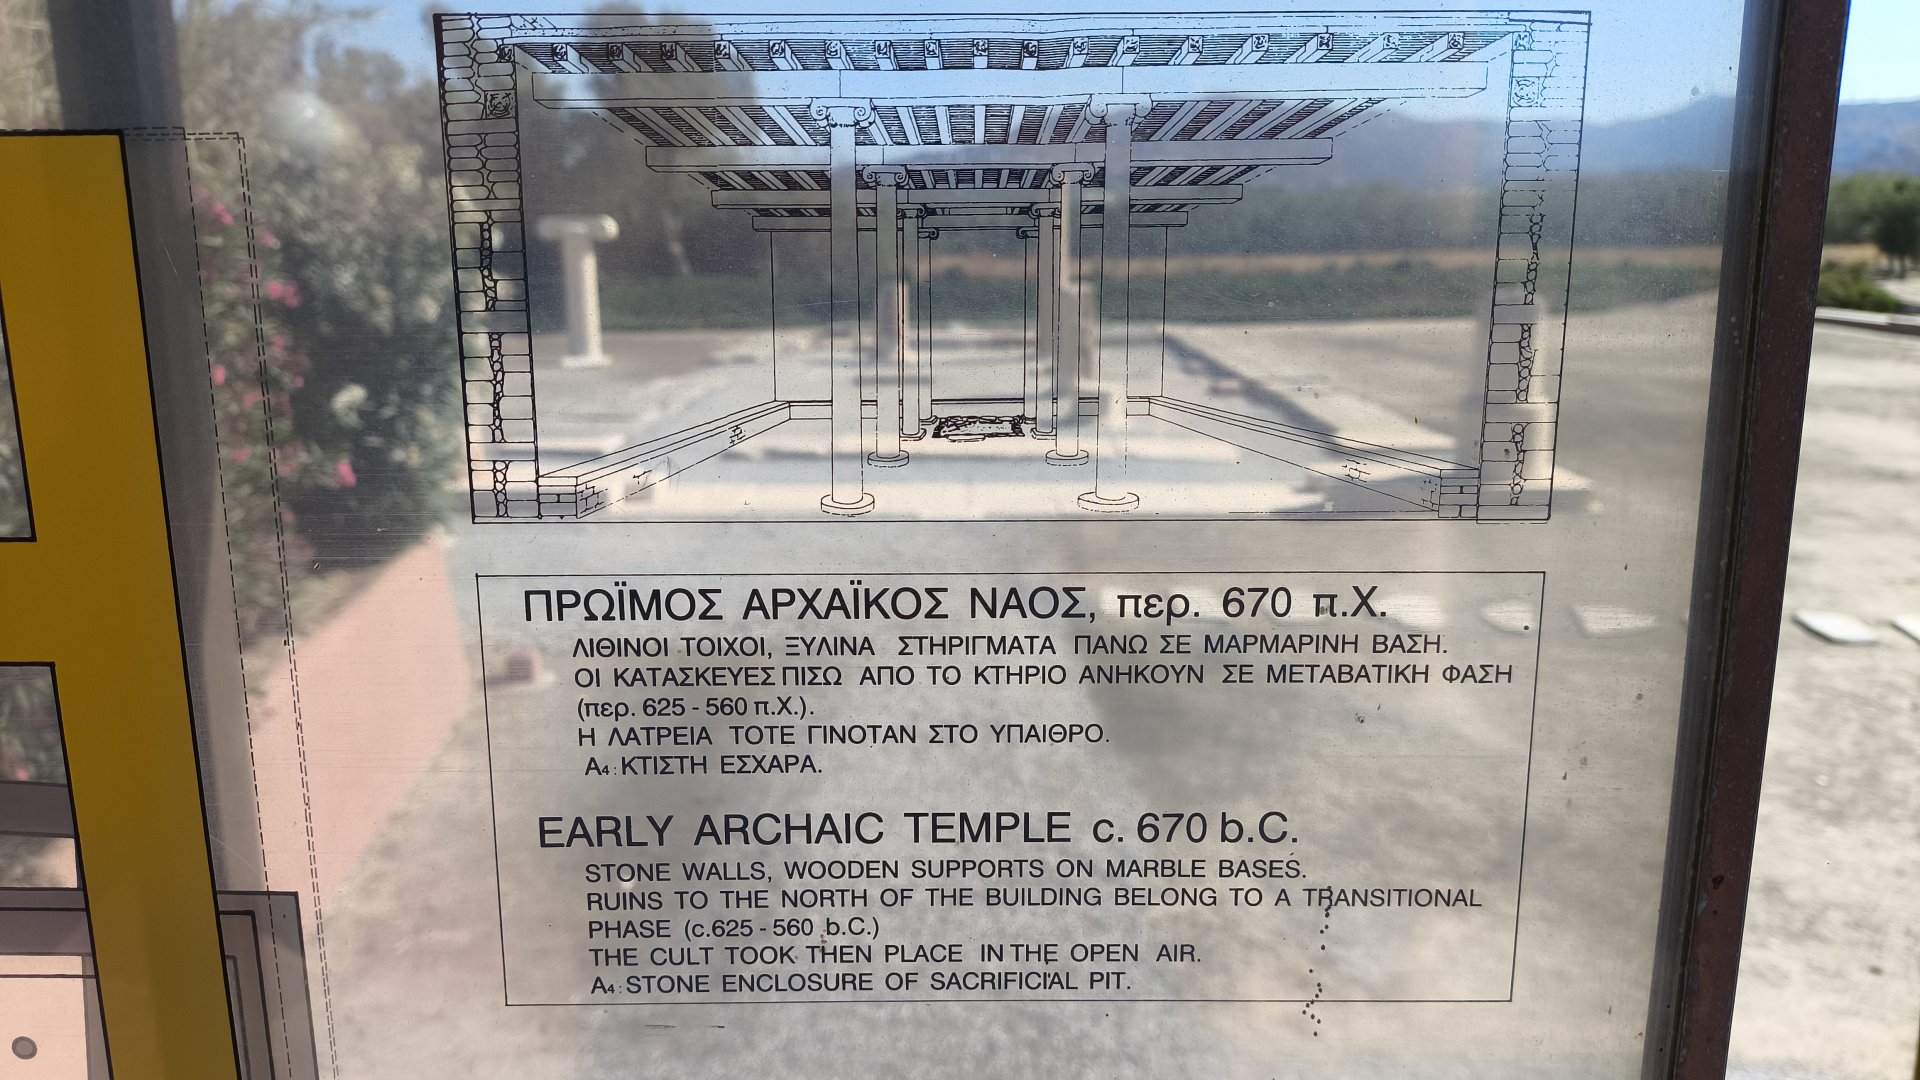 ΠΡΩΪΜΟΣ ΑΡΧΑΪΚΟΣ ΝΑΟΣ, περ. 670 π.Χ.
ΛΙΘΙΝΟΙ ΤΟΙΧΟΙ, ΞΥΛΙΝΑ ΣΤΗΡΙΓΜΑΤΑ ΠΑΝΩ ΣΕ ΜΑΡΜΑΡΙΝΗ ΒΑΣΗ.
ΟΙ ΚΑΤΑΣΚΕΥΕΣ ΠΙΣΩ ΑΠΟ ΤΟ ΚΤΗΡΙΟ ΑΝΗΚΟΥΝ ΣΕ ΜΕΤΑΒΑΤΙΚΗ ΦΑΣΗ
(περ. 625 - 560 π.Χ.).
Η ΛΑΤΡΕΙΑ ΤΟΤΕ ΓΙΝΟΤΑΝ ΣΤΟ ΥΠΑΙΘΡΟ.
Α4 : ΚΤΙΣΤΗ ΕΣΧΑΡΑ.
EARLY ARCHAIC TEMPLE c. 670 b.C.
STONE WALLS, WOODEN SUPPORTS ON MARBLE BASES.
RUINS TO THE NORTH OF THE BUILDING BELONG TO A TRANSITIONAL
PHASE (c.625 - 560 b.C.)
THE CULT TOOK THEN PLACE IN THE OPEN AIR.
A4 : STONE ENCLOSURE OF SACRIFICIAL PIT.